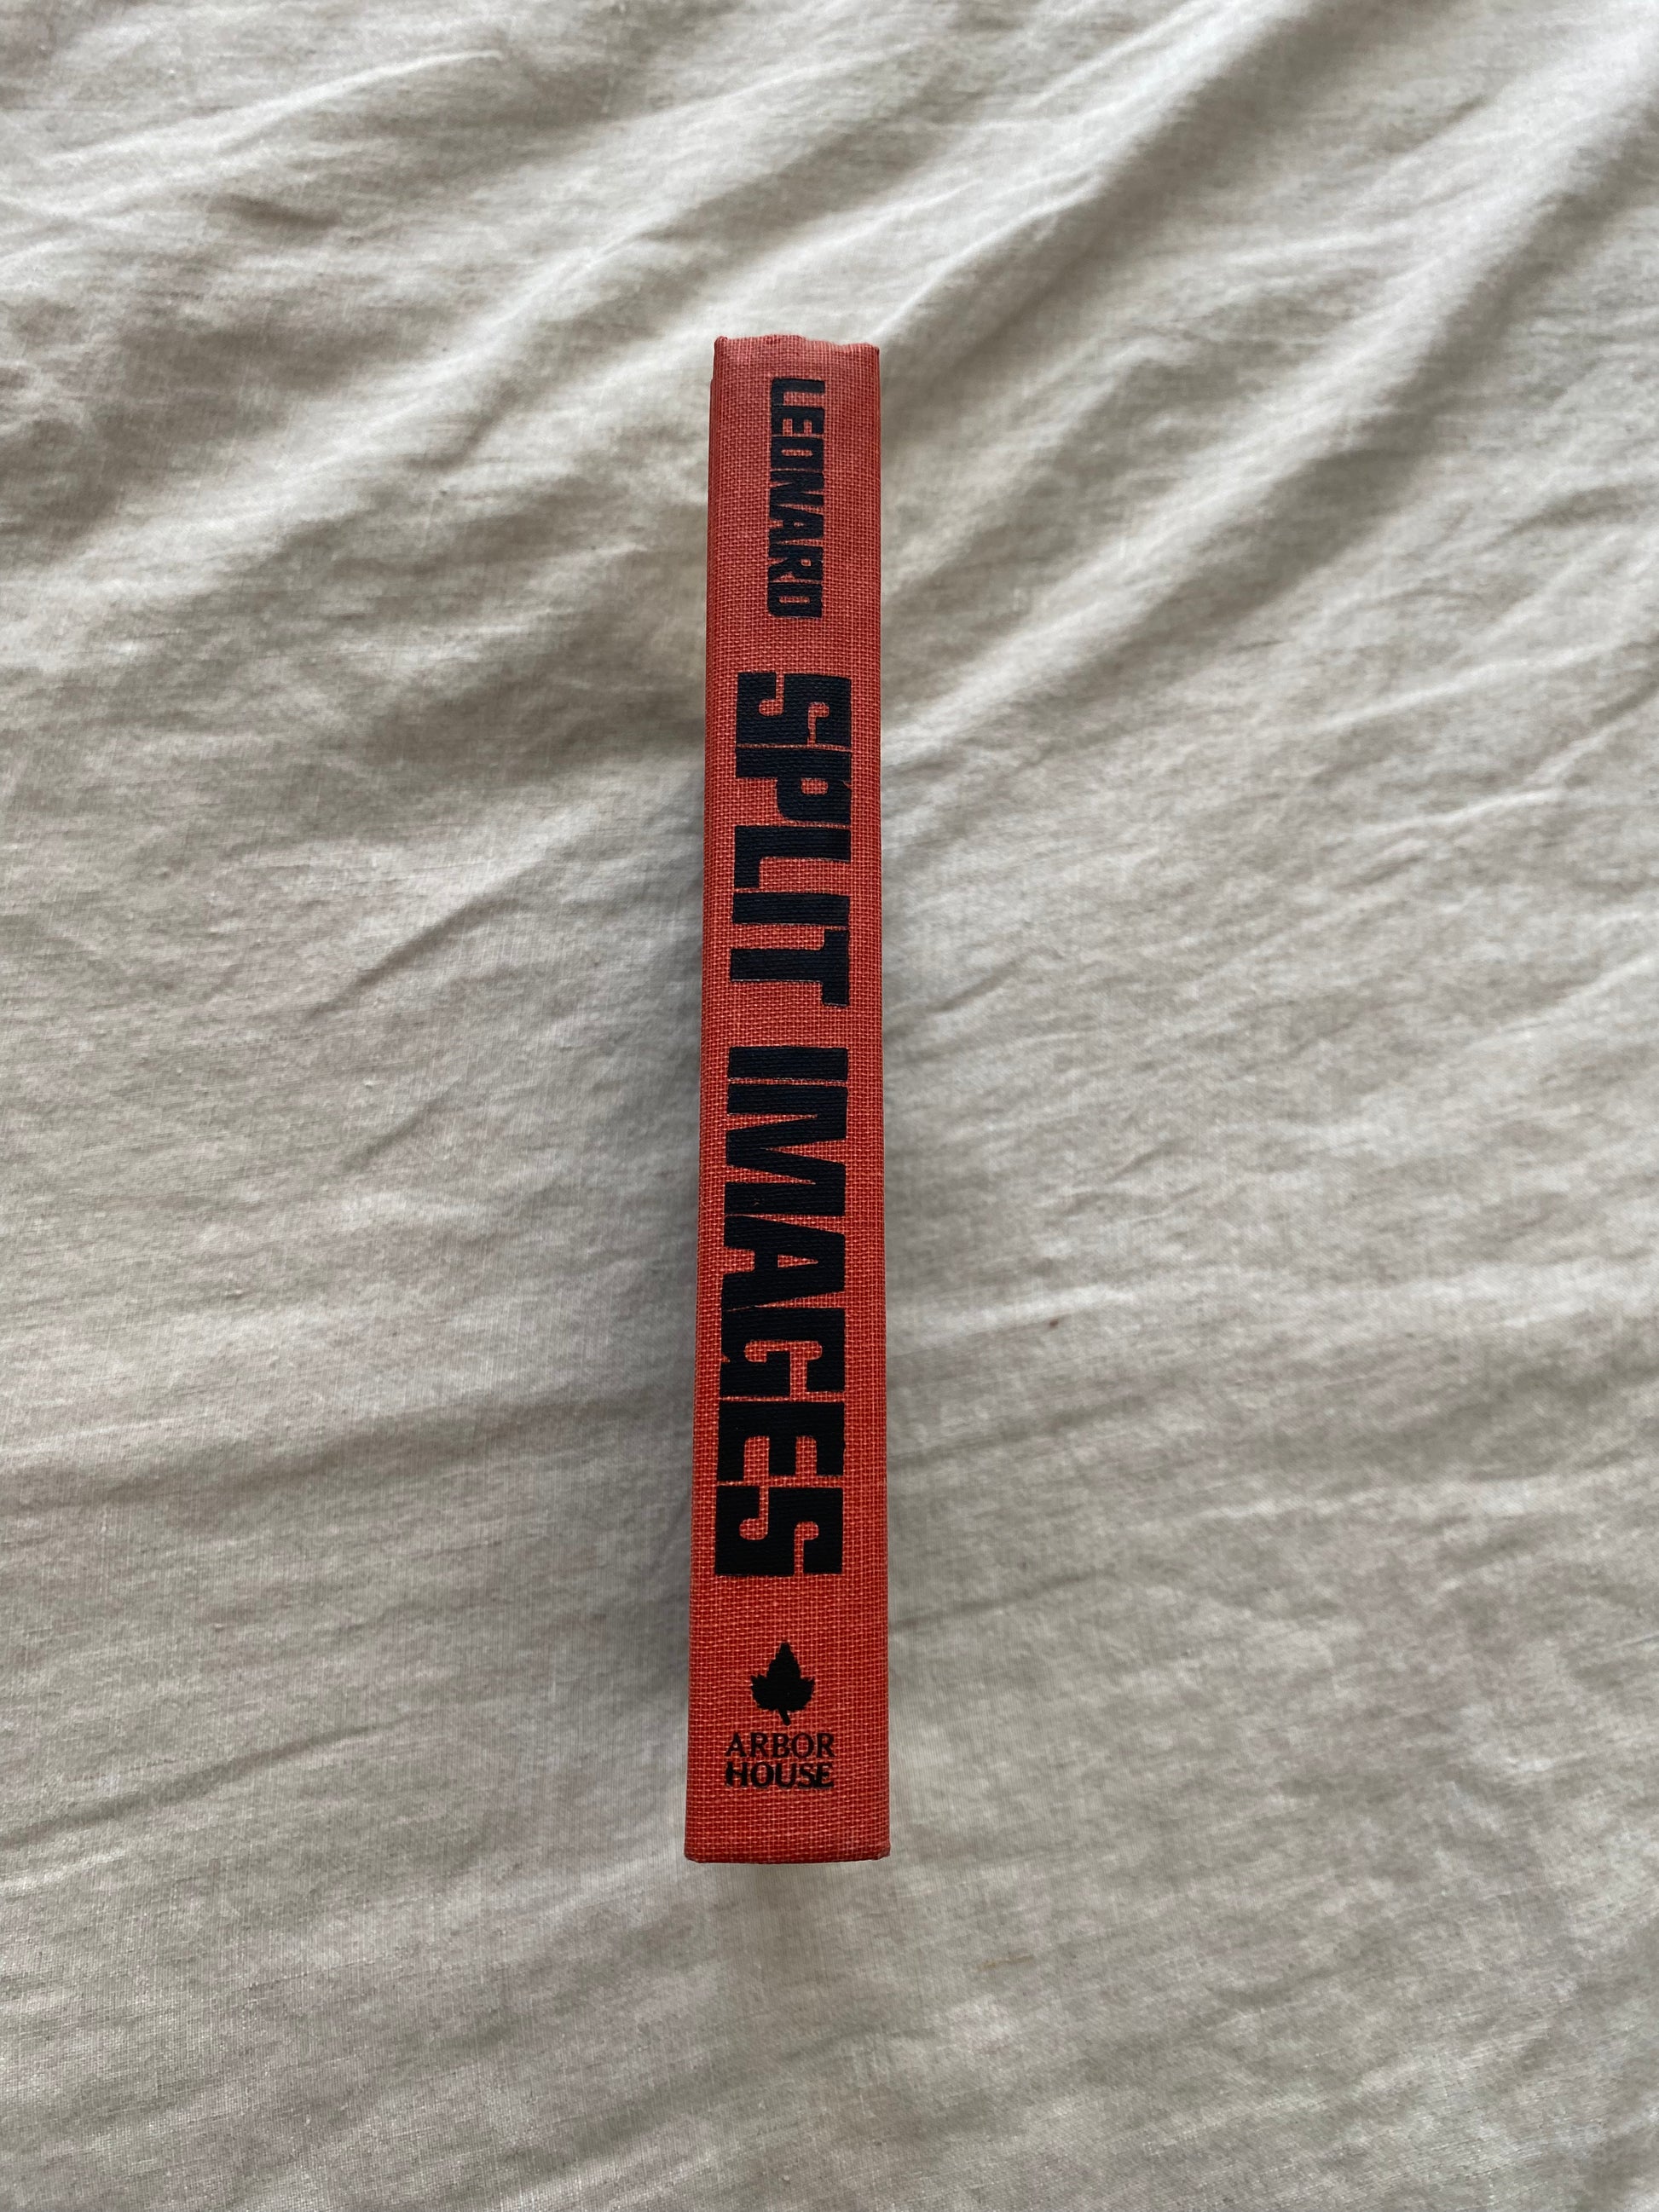 LEONARD
SPLIT IMAGES
ARBOR
HOUSE